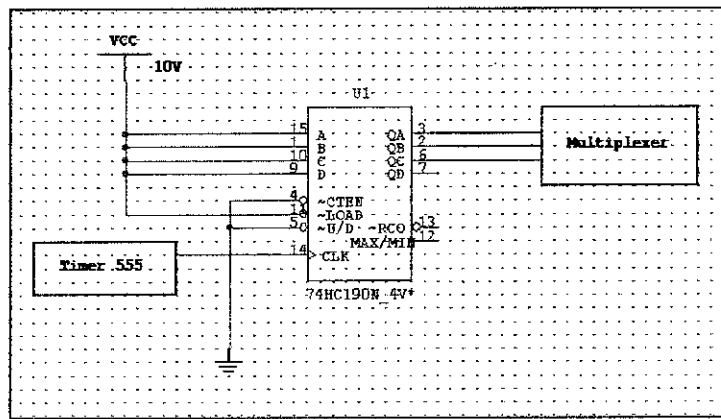 VCC
10V
U1
15 A QA 3
1 B QB 2
10 C QC 6
9 D QD 7
4 ~CTEN
11 ~LOAD
5 ~U/D ~RCO 13
MAX/MIN 12
14 CLK
74HC190N_4V*
Multiplexer
Timer 555